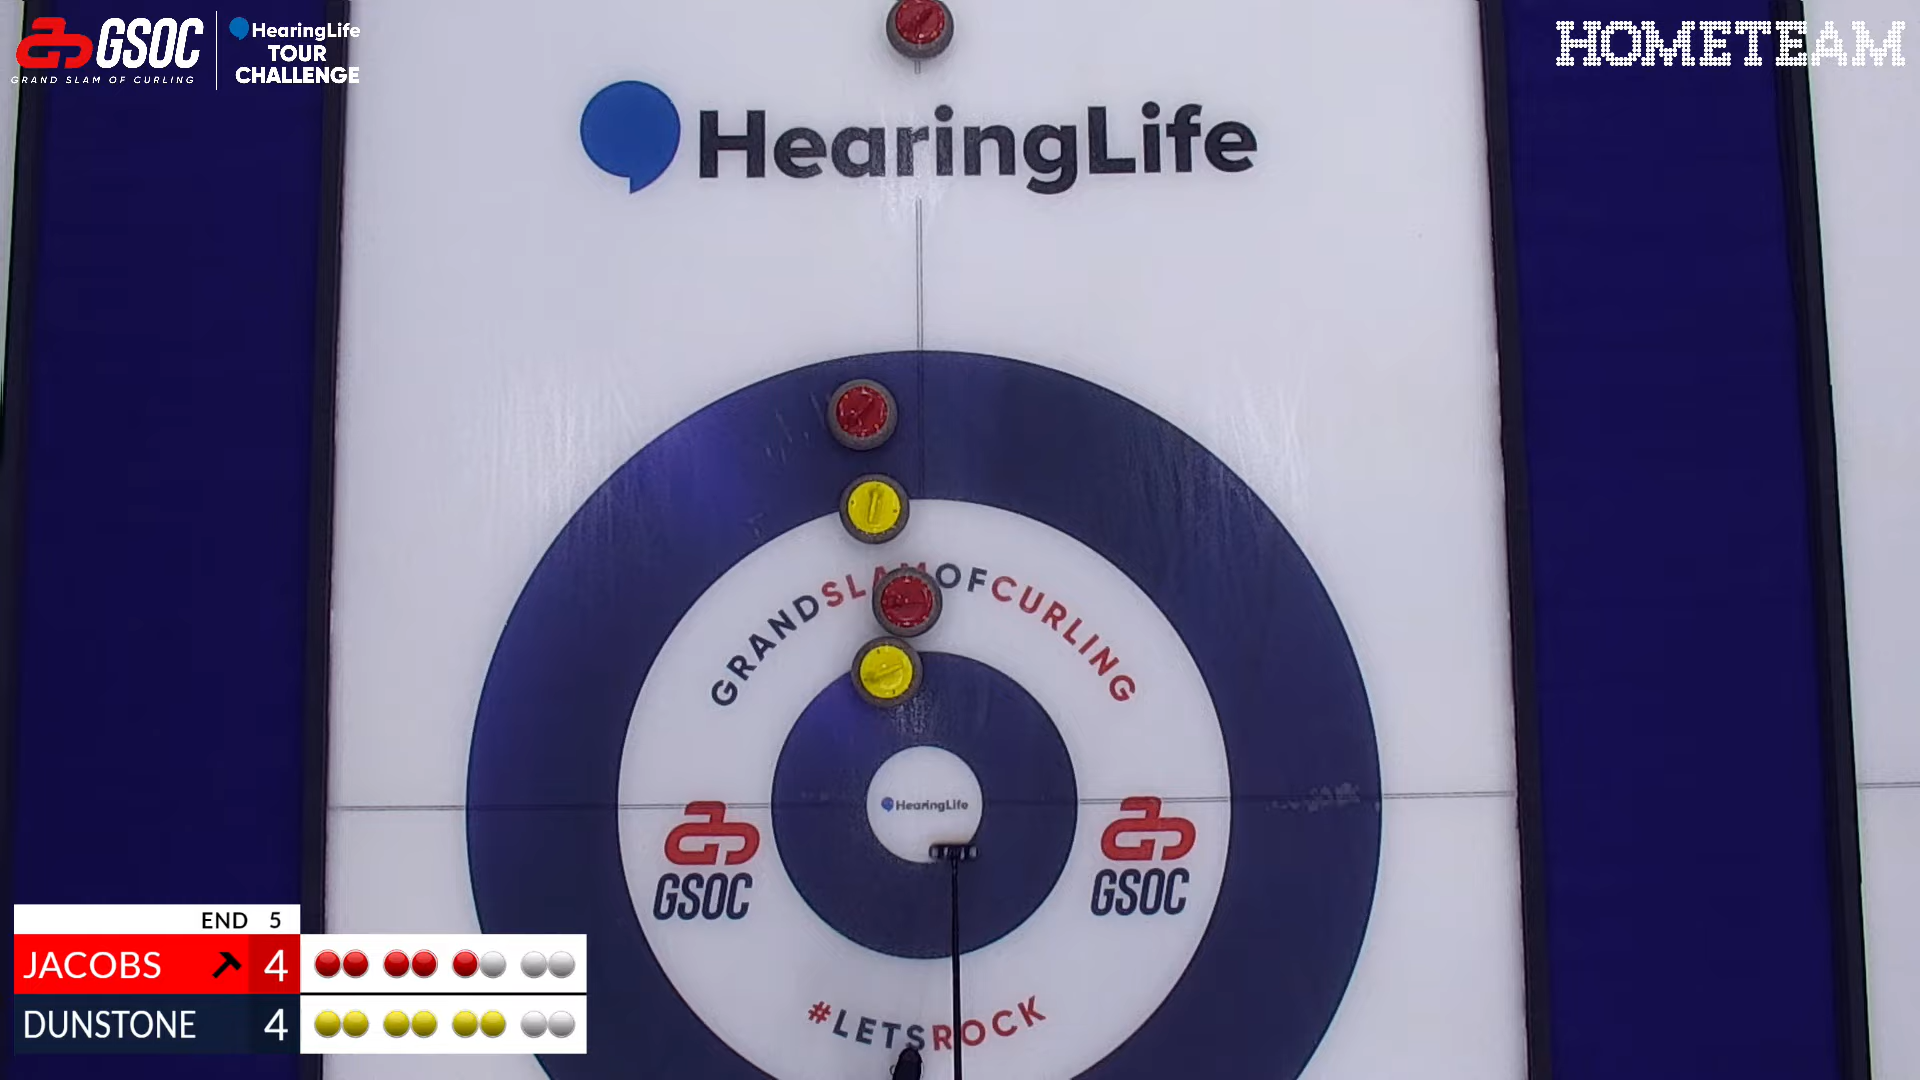 GSOC
GRAND SLAM OF CURLING
HearingLife
TOUR
CHALLENGE
HOMETEAM
HearingLife
GRANDSLAMOFCURLING
HearingLife
GSOC
GSOC
#LETSROCK
END 5
JACOBS 4
DUNSTONE 4